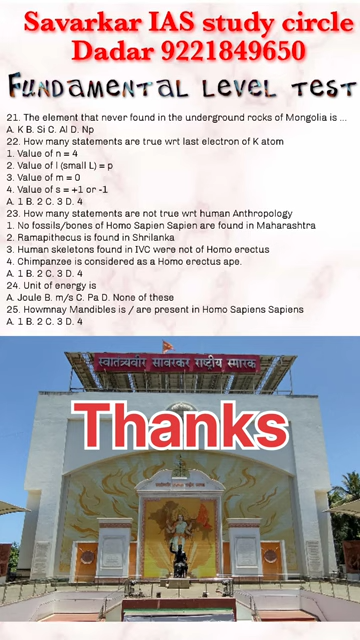 Savarkar IAS study circle
Dadar 9221849650
FUNDAMENTAL LEVEL TEST
21. The element that never found in the underground rocks of Mongolia is ...
A. K B. Si C. Al D. Np
22. How many statements are true wrt last electron of K atom
1. Value of n = 4
2. Value of l (small L) = p
3. Value of m = 0
4. Value of s = +1 or -1
A. 1 B. 2 C. 3 D. 4
23. How many statements are not true wrt human Anthropology
1. No fossils/bones of Homo Sapien Sapien are found in Maharashtra
2. Ramapithecus is found in Shrilanka
3. Human skeletons found in IVC were not of Homo erectus
4. Chimpanzee is considered as a Homo erectus ape.
A. 1 B. 2 C. 3 D. 4
24. Unit of energy is
A. Joule B. m/s C. Pa D. None of these
25. Howmnay Mandibles is / are present in Homo Sapiens Sapiens
A. 1 B. 2 C. 3 D. 4
स्वातंत्र्यवीर सावरकर राष्ट्रीय स्मारक
Thanks